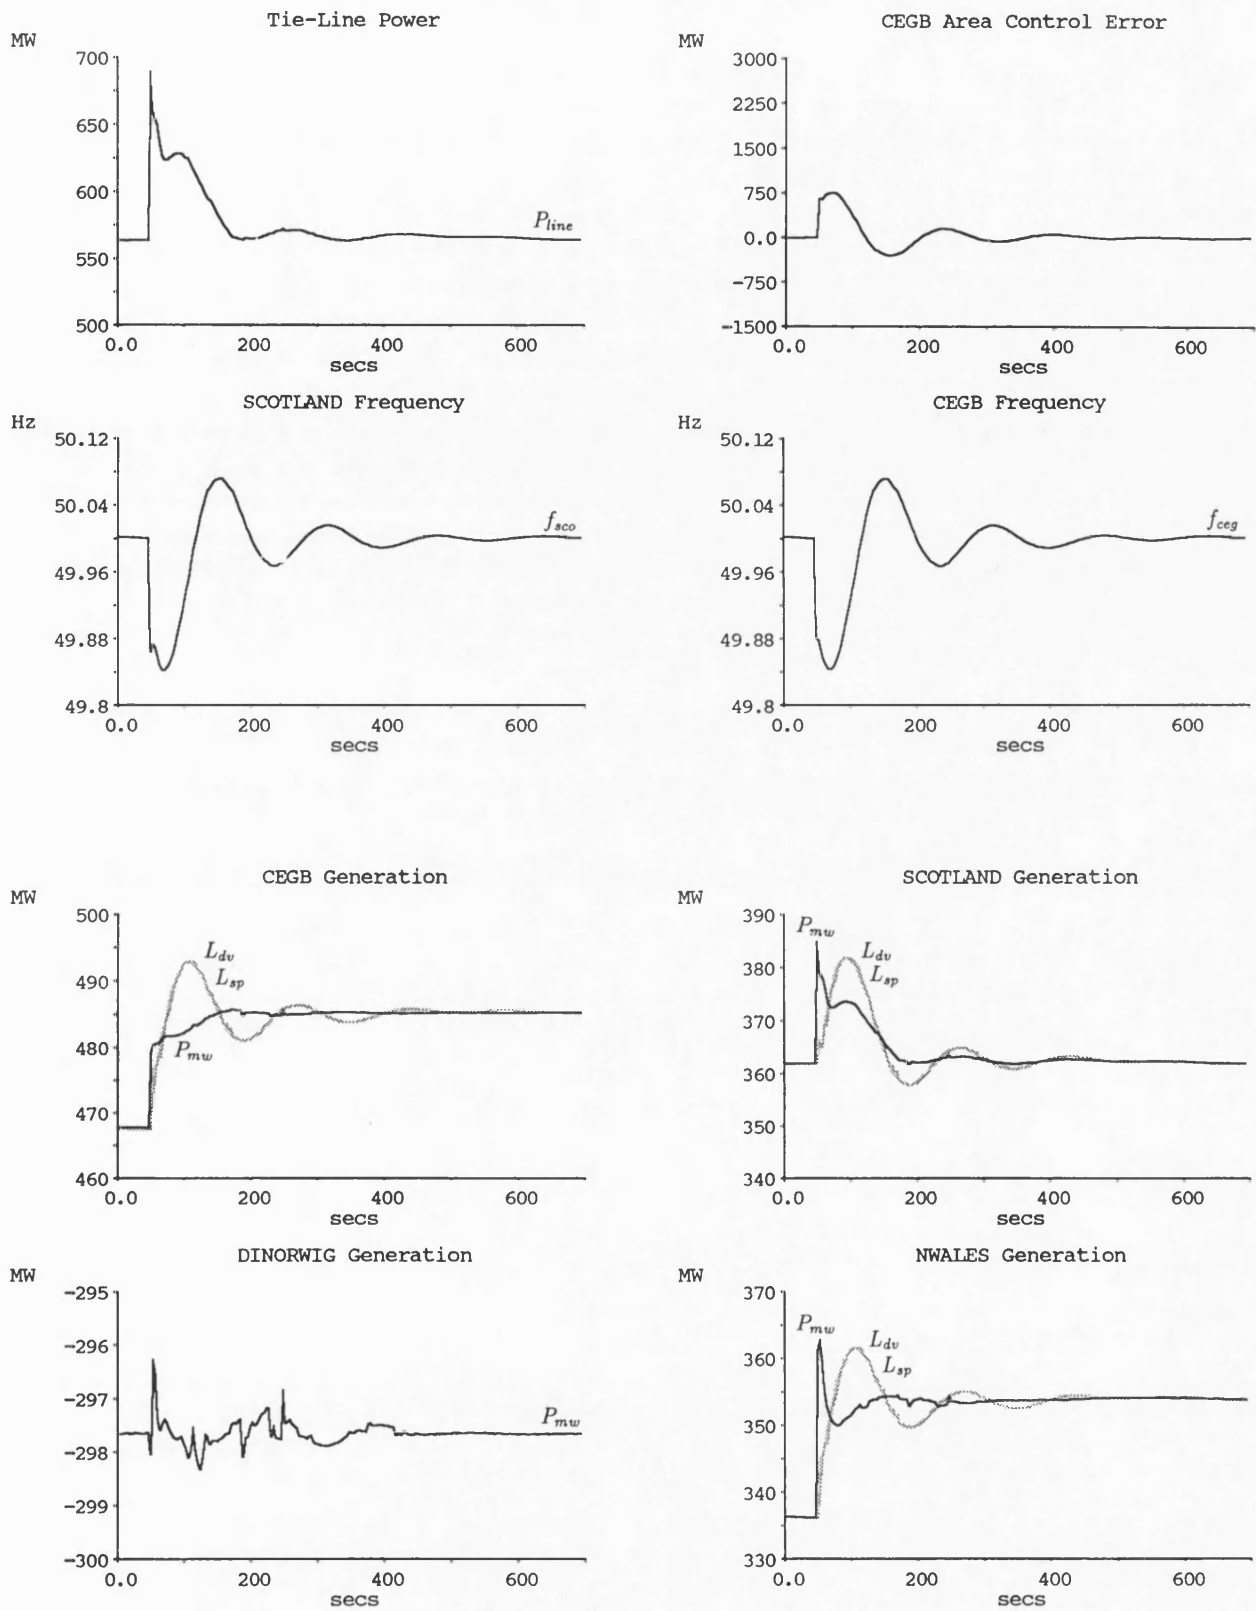 Tie-Line Power
MW
700
650
600
550
500
P_line
0.0 200 400 600
secs
CEGB Area Control Error
MW
3000
2250
1500
750
0.0
-750
-1500
0.0 200 400 600
secs
SCOTLAND Frequency
Hz
50.12
50.04
49.96
49.88
49.8
f_sco
0.0 200 400 600
secs
CEGB Frequency
Hz
50.12
50.04
49.96
49.88
49.8
f_ceg
0.0 200 400 600
secs
CEGB Generation
MW
500
490
480
470
460
L_dv
L_sp
P_mw
0.0 200 400 600
secs
SCOTLAND Generation
MW
390
380
370
360
350
340
P_mw
L_dv
L_sp
0.0 200 400 600
secs
DINORWIG Generation
MW
-295
-296
-297
-298
-299
-300
P_mw
0.0 200 400 600
secs
NWALES Generation
MW
370
360
350
340
330
P_mw
L_dv
L_sp
0.0 200 400 600
secs